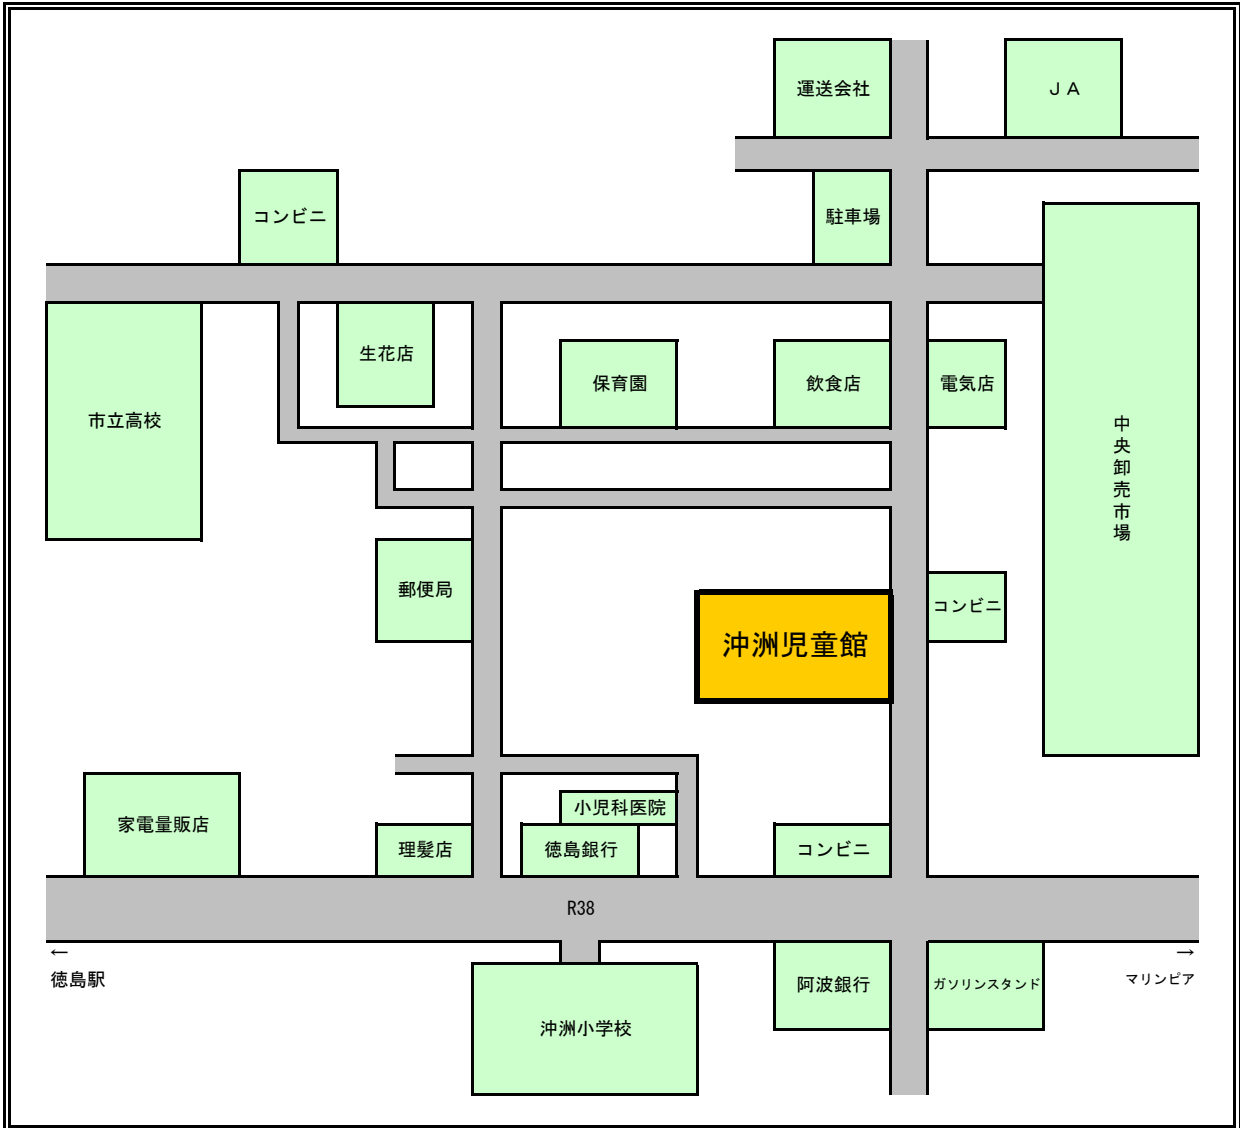 運送会社
ＪＡ
コンビニ
駐車場
生花店
保育園
飲食店
電気店
市立高校
中央卸売市場
郵便局
コンビニ
沖洲児童館
小児科医院
家電量販店
理髪店
徳島銀行
コンビニ
R38
←
徳島駅
→
マリンピア
阿波銀行
ガソリンスタンド
沖洲小学校